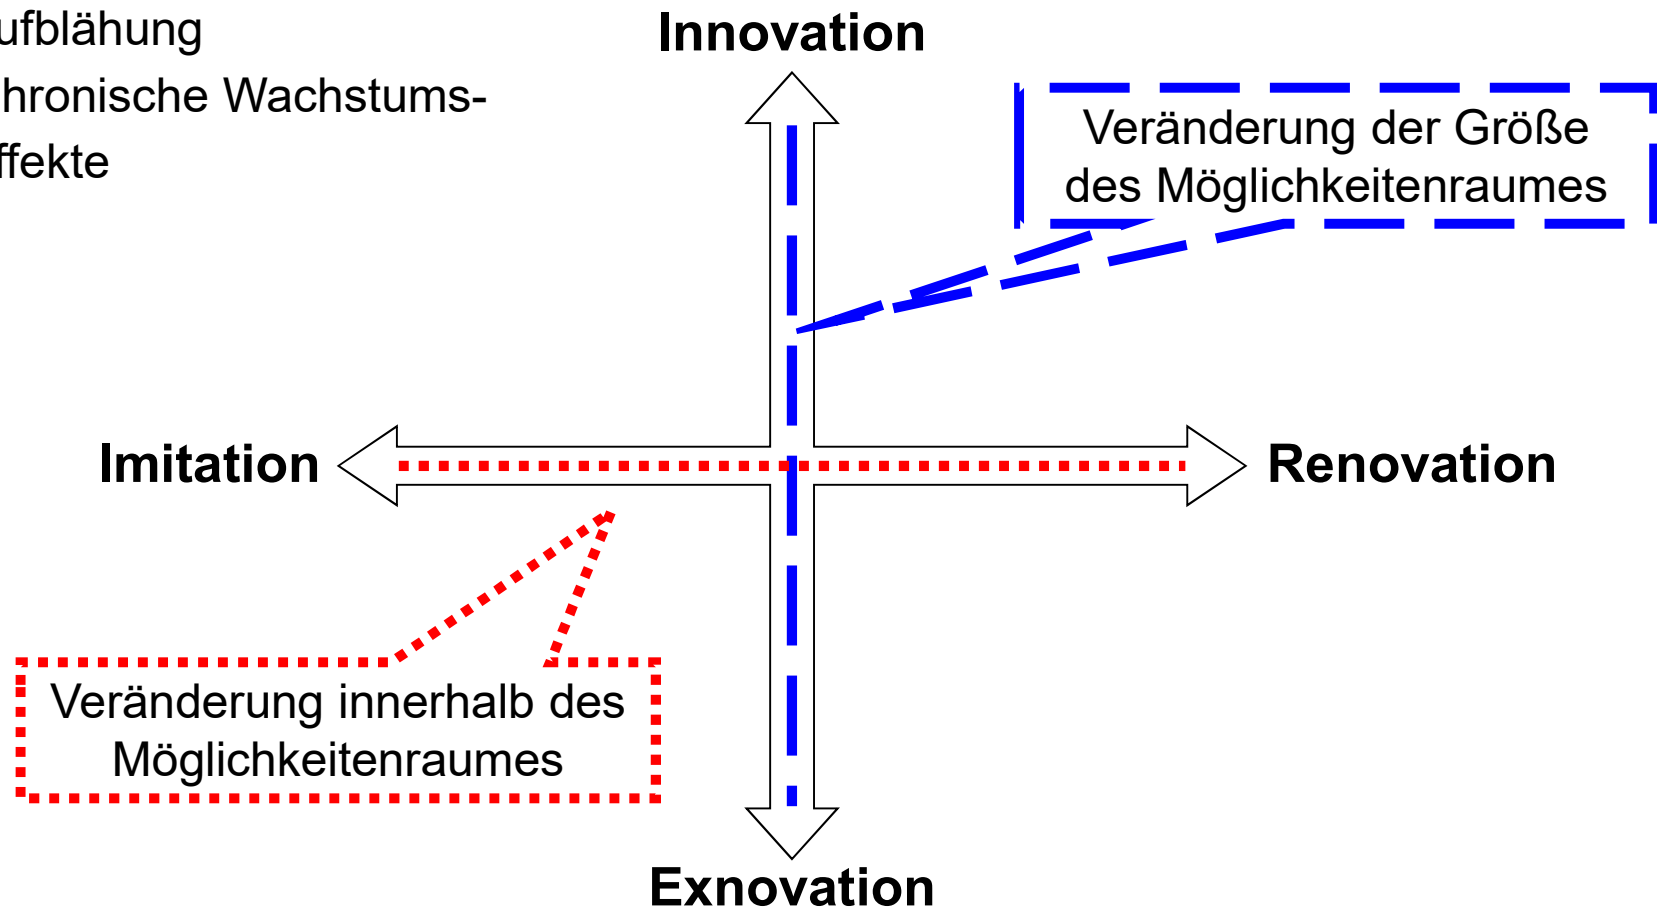 ufblähung
Innovation
hronische Wachstums-
ffekte
Veränderung der Größe
des Möglichkeitenraumes
Imitation
Renovation
Veränderung innerhalb des
Möglichkeitenraumes
Exnovation